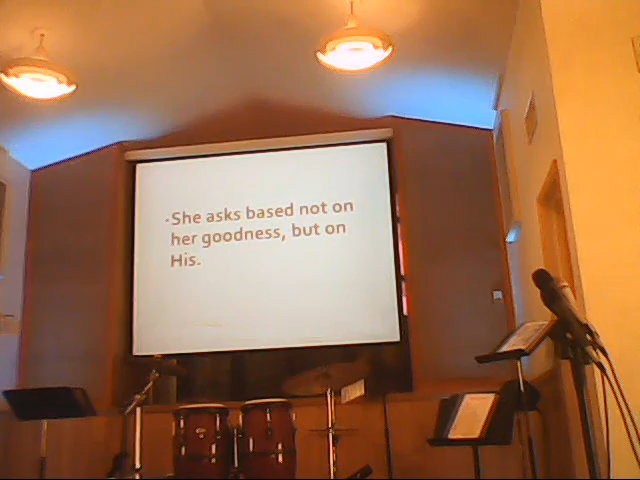 -She asks based not on
her goodness, but on
His.